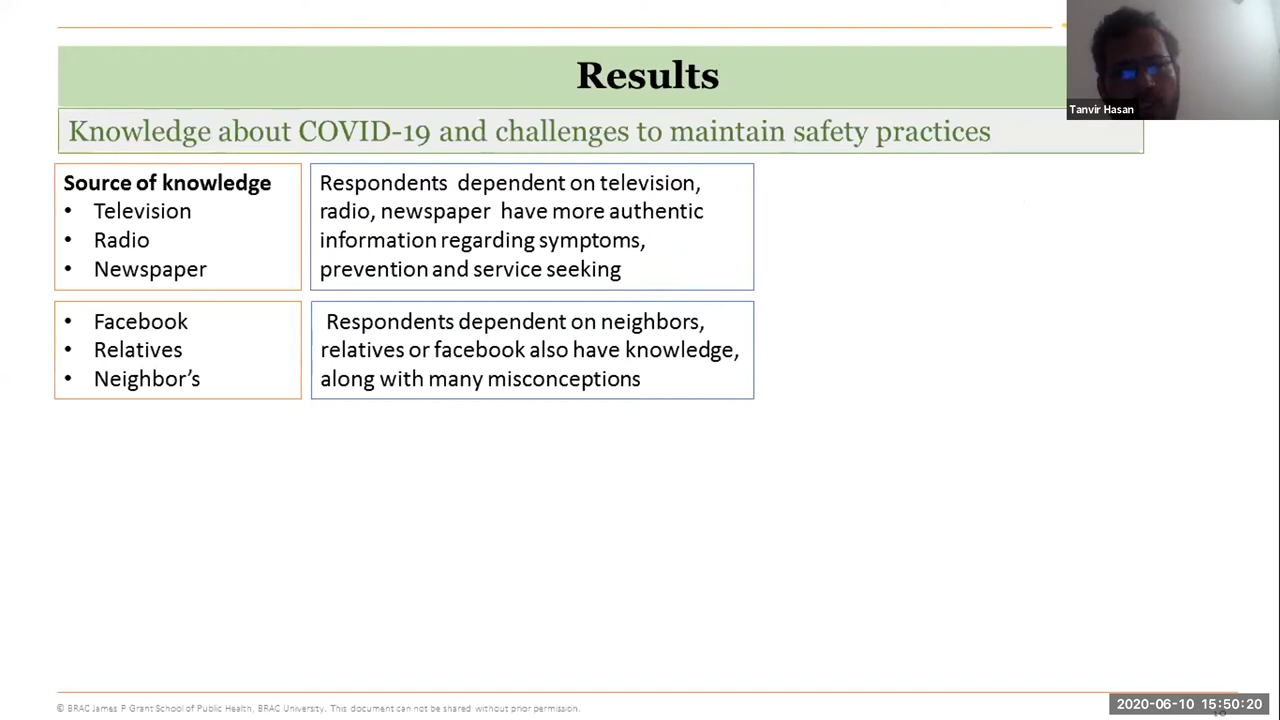 Results
Tanvir Hasan
Knowledge about COVID-19 and challenges to maintain safety practices
Source of knowledge
• Television
• Radio
• Newspaper
Respondents dependent on television,
radio, newspaper have more authentic
information regarding symptoms,
prevention and service seeking
• Facebook
• Relatives
• Neighbor's
Respondents dependent on neighbors,
relatives or facebook also have knowledge,
along with many misconceptions
© BRAC James P Grant School of Public Health, BRAC University. This document can not be shared without prior permission.
2020-06-10 15:50:20